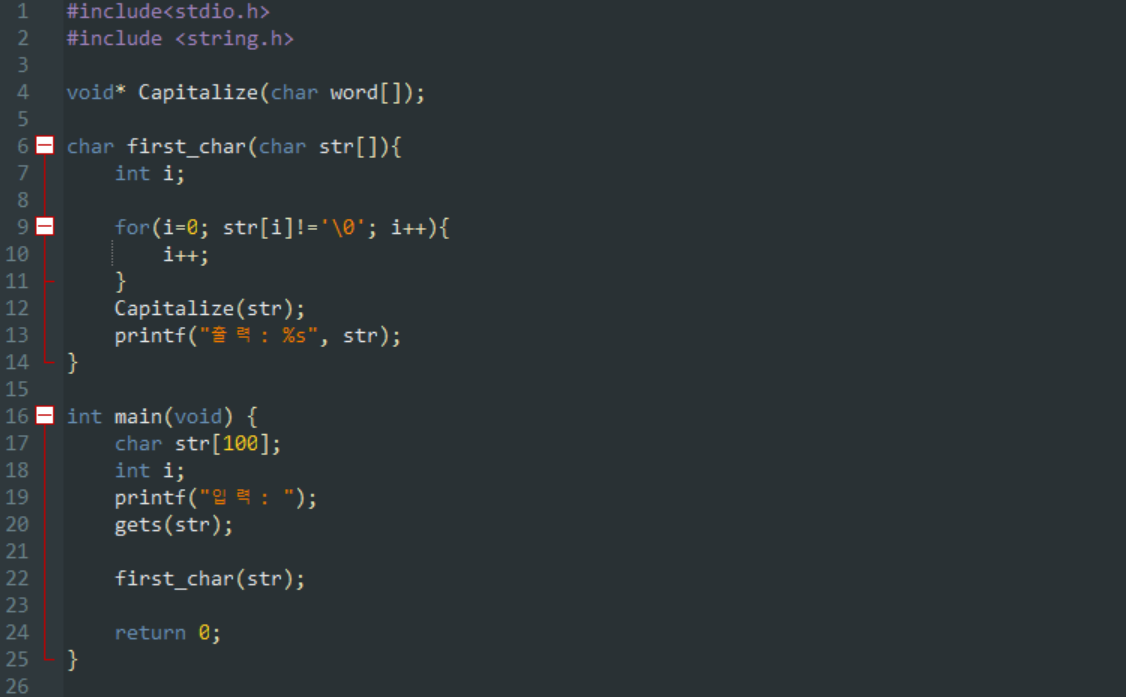 1 #include<stdio.h>
2 #include <string.h>
3
4 void* Capitalize(char word[]);
5
6 char first_char(char str[]){
7     int i;
8
9     for(i=0; str[i]!='\0'; i++){
10         i++;
11     }
12     Capitalize(str);
13     printf("출력 : %s", str);
14 }
15
16 int main(void) {
17     char str[100];
18     int i;
19     printf("입력 : ");
20     gets(str);
21
22     first_char(str);
23
24     return 0;
25 }
26